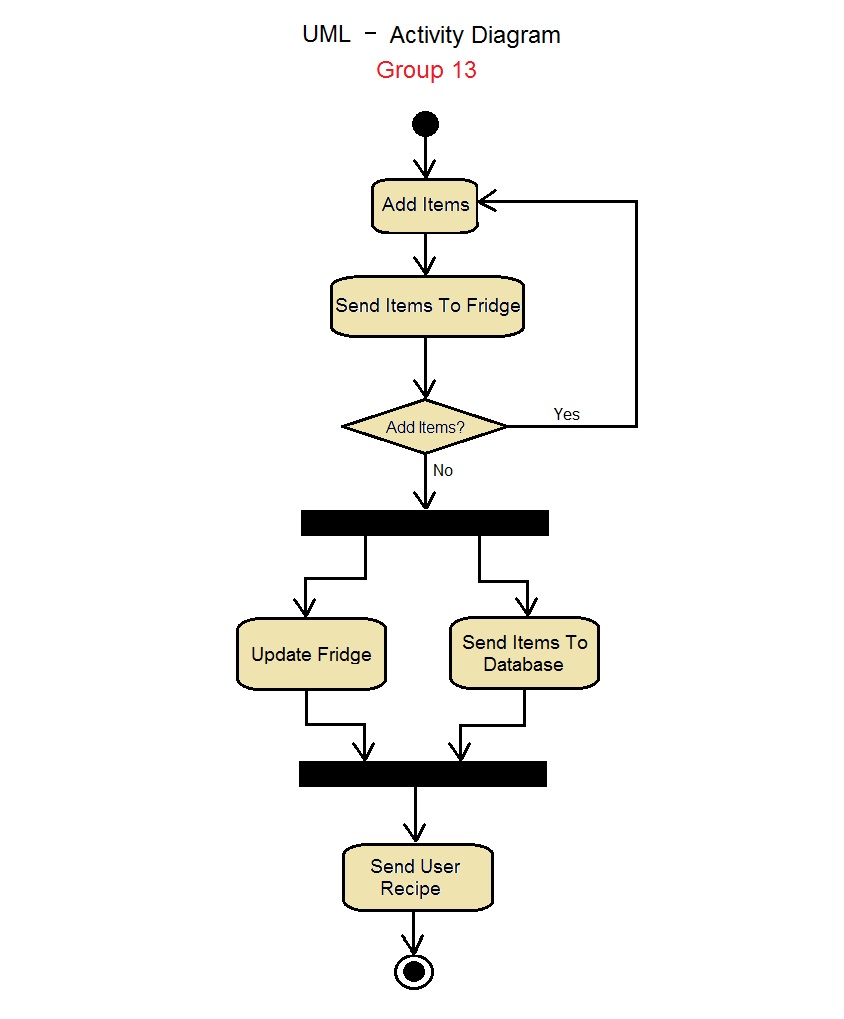 UML - Activity Diagram
Group 13
Add Items
Send Items To Fridge
Add Items?
Yes
No
Update Fridge
Send Items To
Database
Send User
Recipe